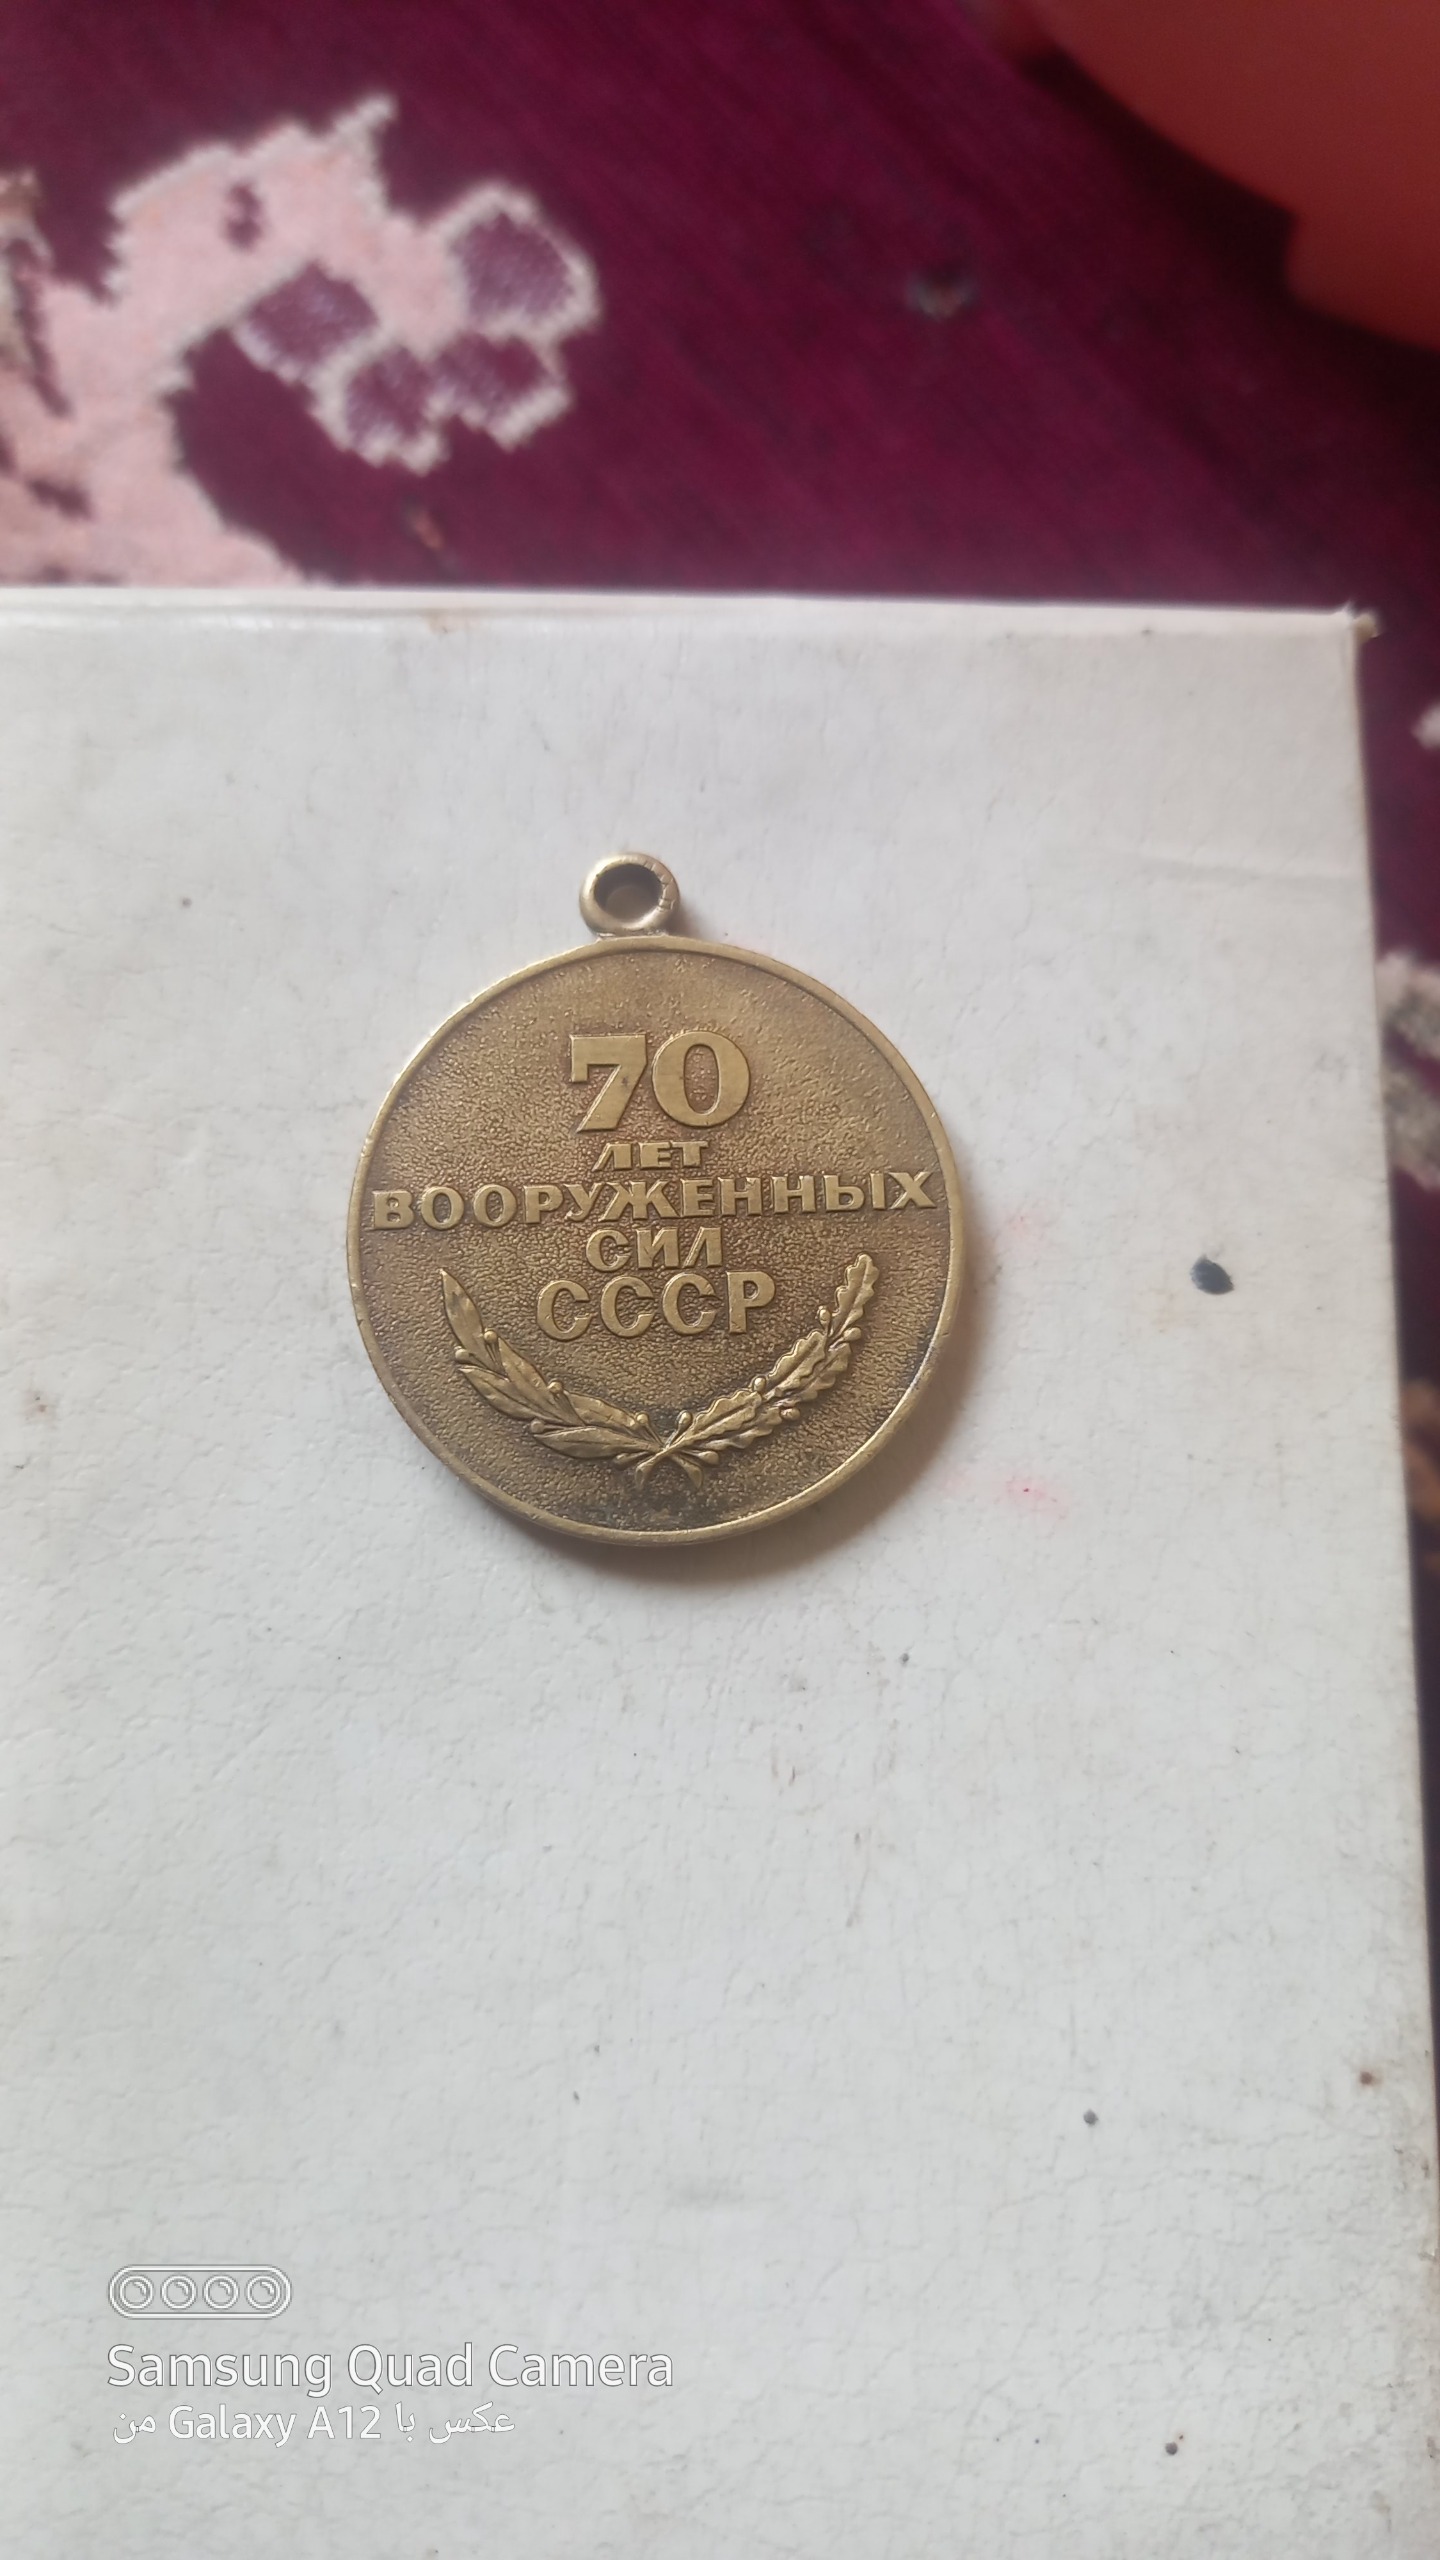 70
ЛЕТ
ВООРУЖЕННЫХ
СИЛ
СССР
Samsung Quad Camera
عکس با Galaxy A12 من